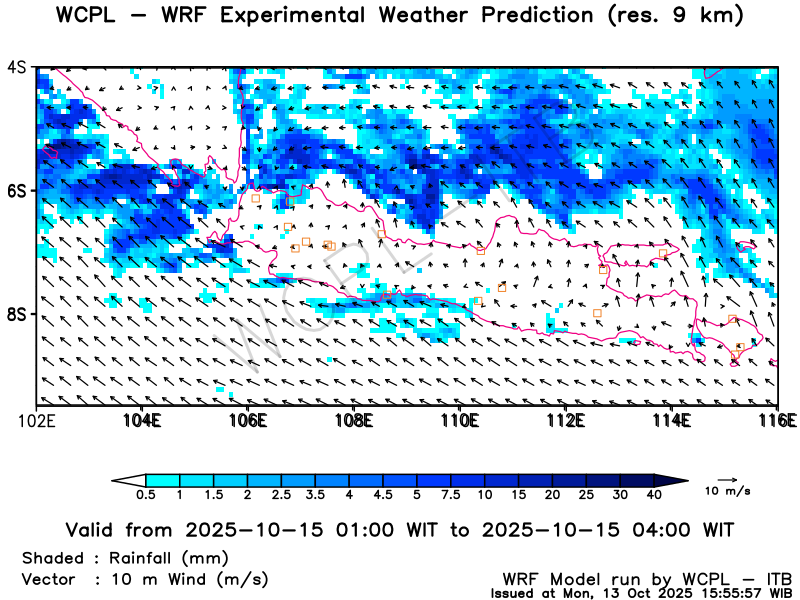 WCPL – WRF Experimental Weather Prediction (res. 9 km)
4S
6S
8S
WCPL
102E 104E 106E 108E 110E 112E 114E 116E
0.5 1 1.5 2 2.5 3.5 4 4.5 5 7.5 10 15 20 25 30 40
10 m/s
Valid from 2025-10-15 01:00 WIT to 2025-10-15 04:00 WIT
Shaded : Rainfall (mm)
Vector : 10 m Wind (m/s)
WRF Model run by WCPL – ITB
Issued at Mon, 13 Oct 2025 15:55:57 WIB